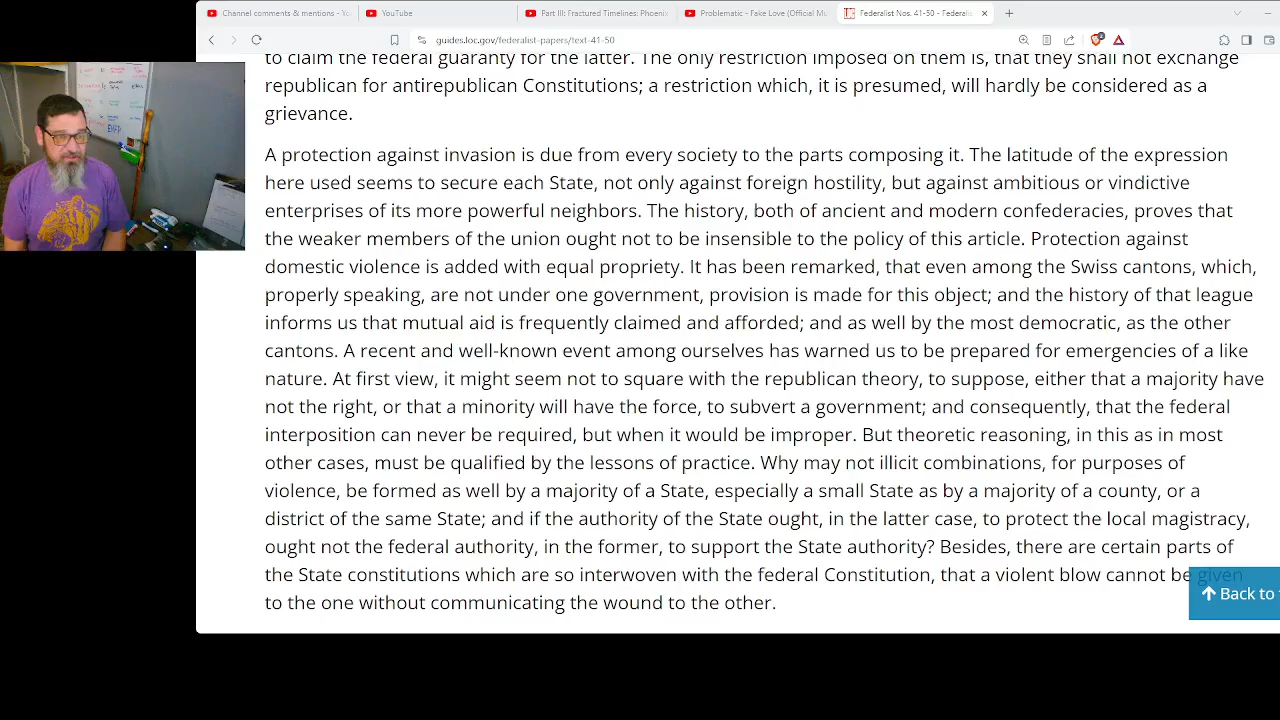 Channel comments & mentions - Yo
YouTube
Part III: Fractured Timelines: Phoenix
Problematic - Fake Love (Official Mu
Federalist Nos. 41-50 - Federalis
guides.loc.gov/federalist-papers/text-41-50
to claim the federal guaranty for the latter. The only restriction imposed on them is, that they shall not exchange
republican for antirepublican Constitutions; a restriction which, it is presumed, will hardly be considered as a
grievance.
A protection against invasion is due from every society to the parts composing it. The latitude of the expression
here used seems to secure each State, not only against foreign hostility, but against ambitious or vindictive
enterprises of its more powerful neighbors. The history, both of ancient and modern confederacies, proves that
the weaker members of the union ought not to be insensible to the policy of this article. Protection against
domestic violence is added with equal propriety. It has been remarked, that even among the Swiss cantons, which,
properly speaking, are not under one government, provision is made for this object; and the history of that league
informs us that mutual aid is frequently claimed and afforded; and as well by the most democratic, as the other
cantons. A recent and well-known event among ourselves has warned us to be prepared for emergencies of a like
nature. At first view, it might seem not to square with the republican theory, to suppose, either that a majority have
not the right, or that a minority will have the force, to subvert a government; and consequently, that the federal
interposition can never be required, but when it would be improper. But theoretic reasoning, in this as in most
other cases, must be qualified by the lessons of practice. Why may not illicit combinations, for purposes of
violence, be formed as well by a majority of a State, especially a small State as by a majority of a county, or a
district of the same State; and if the authority of the State ought, in the latter case, to protect the local magistracy,
ought not the federal authority, in the former, to support the State authority? Besides, there are certain parts of
the State constitutions which are so interwoven with the federal Constitution, that a violent blow cannot be given
to the one without communicating the wound to the other.
Back to